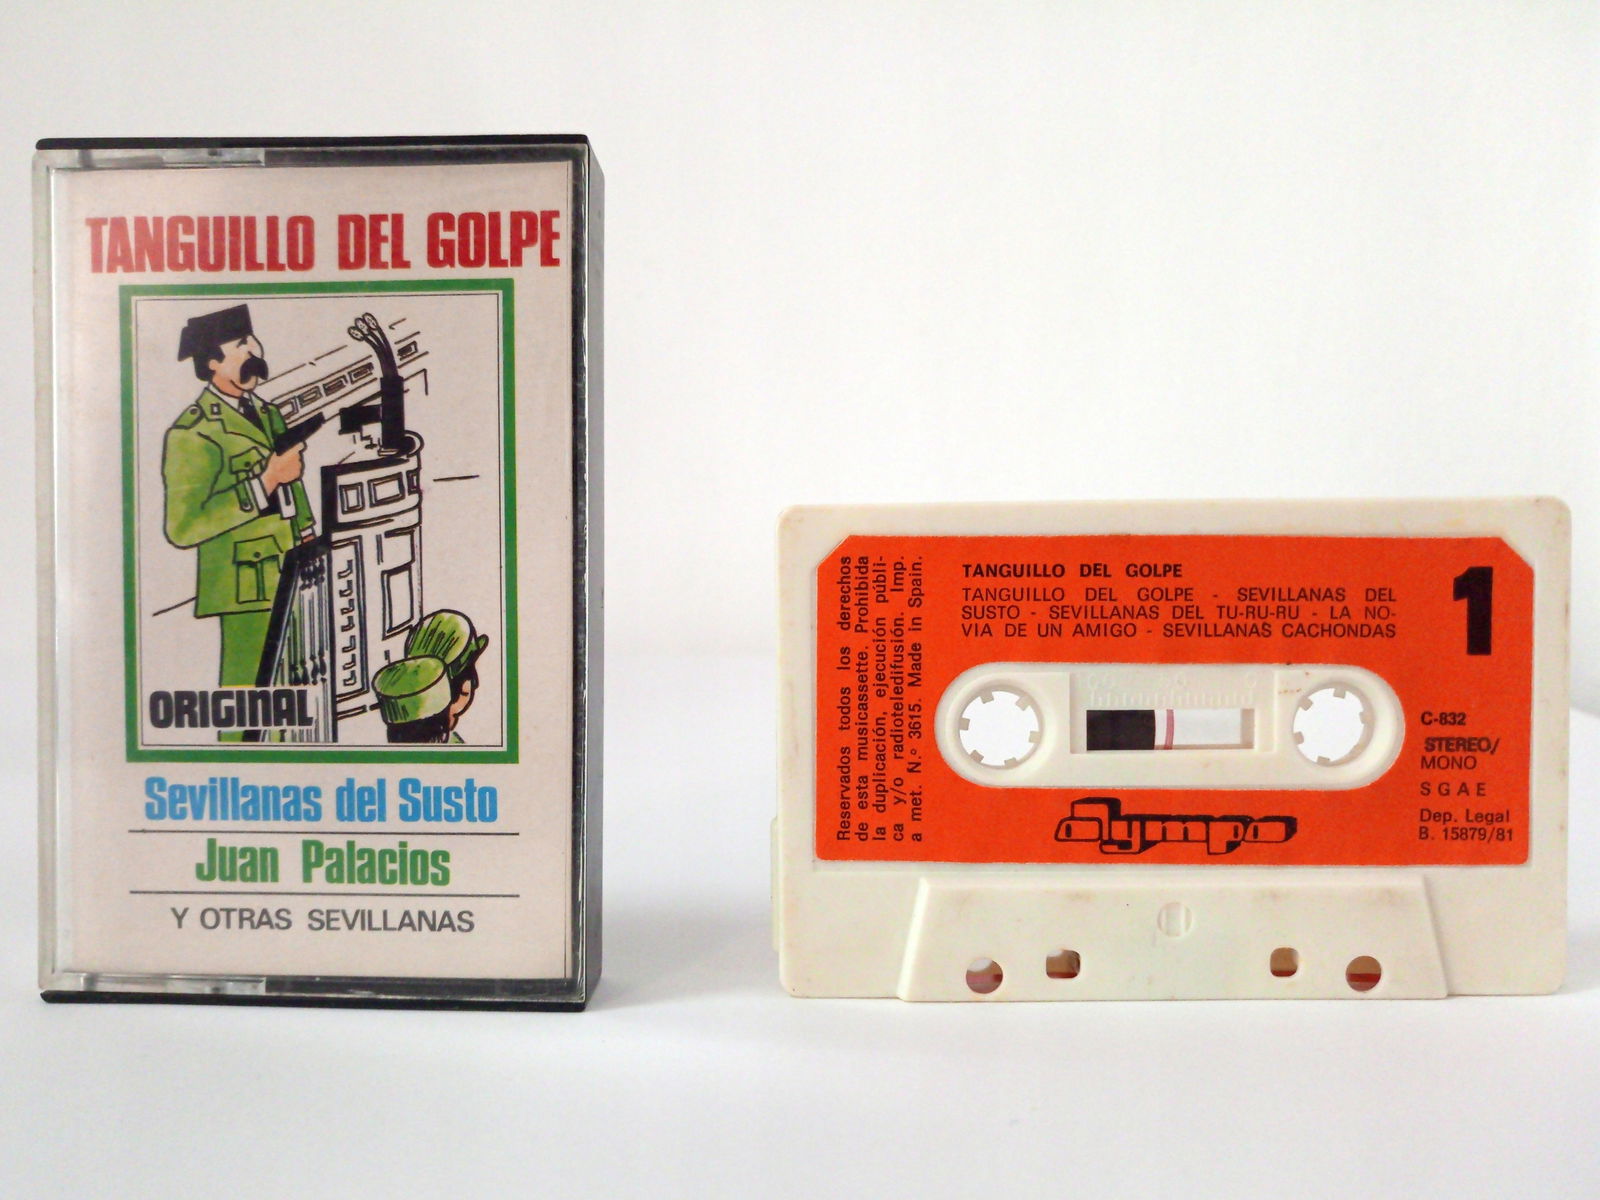 TANGUILLO DEL GOLPE
ORIGINAL
Sevillanas del Susto
Juan Palacios
Y OTRAS SEVILLANAS
Reservados todos los derechos
de esta musicassette. Prohibida
la duplicación, ejecución públi-
ca y/o radioteledifusión. Imp.
a met. N.º 3615. Made in Spain.
TANGUILLO DEL GOLPE
TANGUILLO DEL GOLPE - SEVILLANAS DEL
SUSTO - SEVILLANAS DEL TU-RU-RU - LA NO-
VIA DE UN AMIGO - SEVILLANAS CACHONDAS
1
C-832
STEREO/
MONO
S G A E
Dep. Legal
B. 15879/81
Olympo